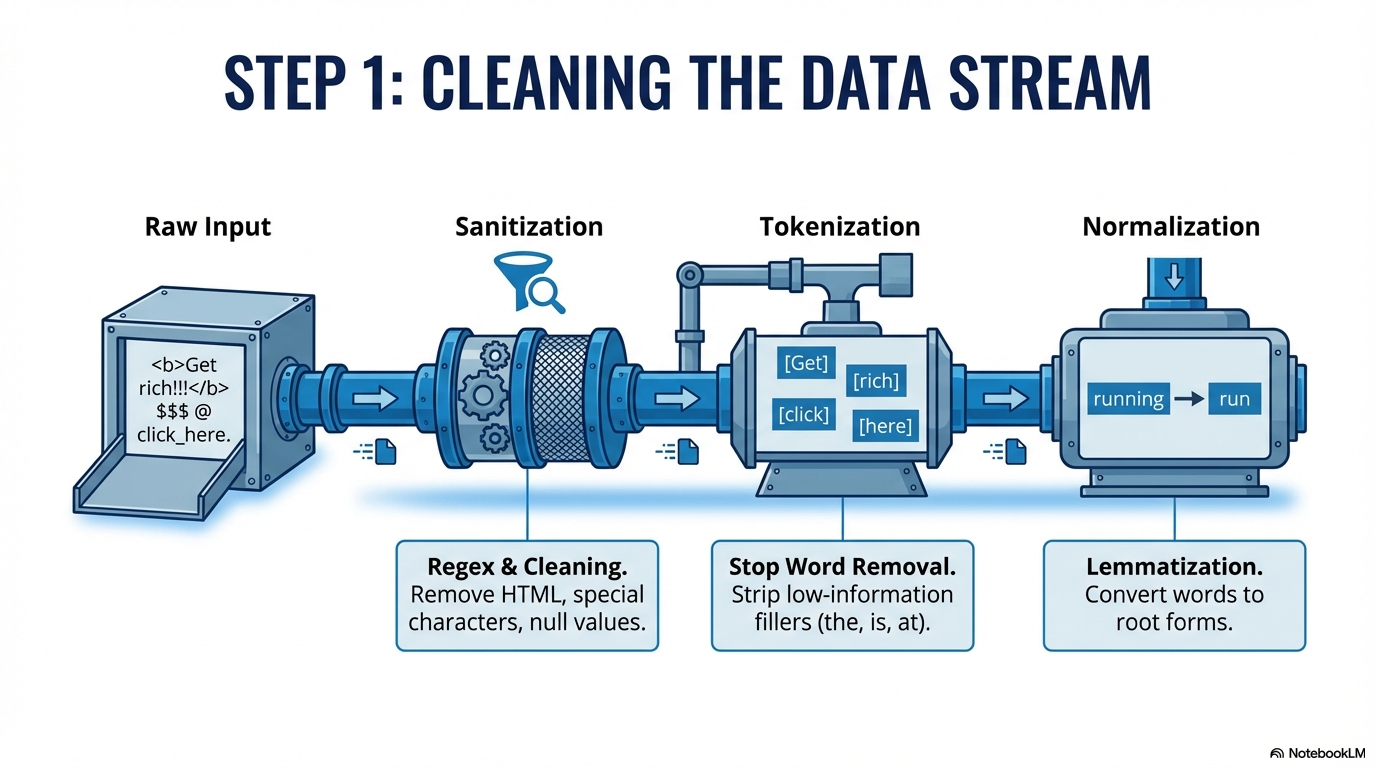 STEP 1: CLEANING THE DATA STREAM
Raw Input
<b>Get
rich!!!</b>
$$$ @
click_here.
Sanitization
Regex & Cleaning.
Remove HTML, special
characters, null values.
Tokenization
[Get]
[rich]
[click]
[here]
Stop Word Removal.
Strip low-information
fillers (the, is, at).
Normalization
running → run
Lemmatization.
Convert words to
root forms.
NotebookLM